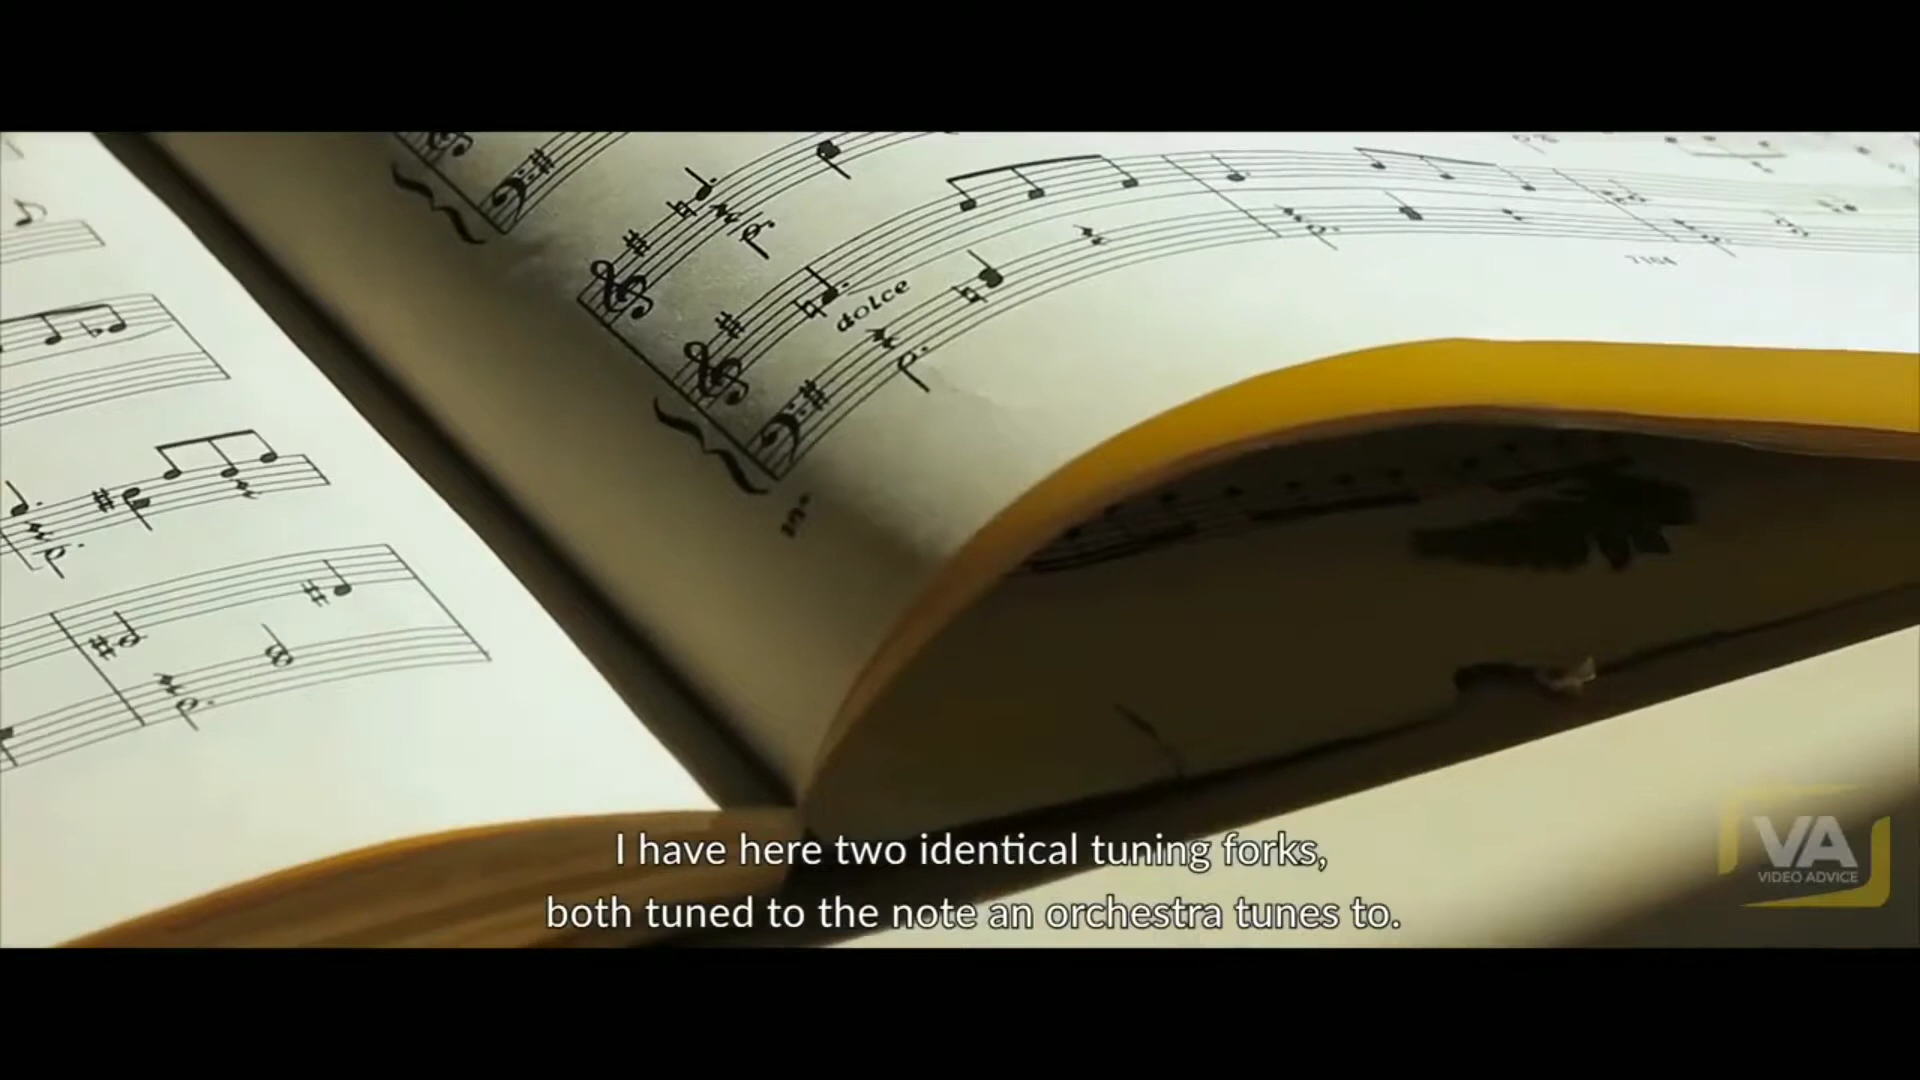 dolce
7164
I have here two identical tuning forks,
both tuned to the note an orchestra tunes to.
VA
VIDEO ADVICE